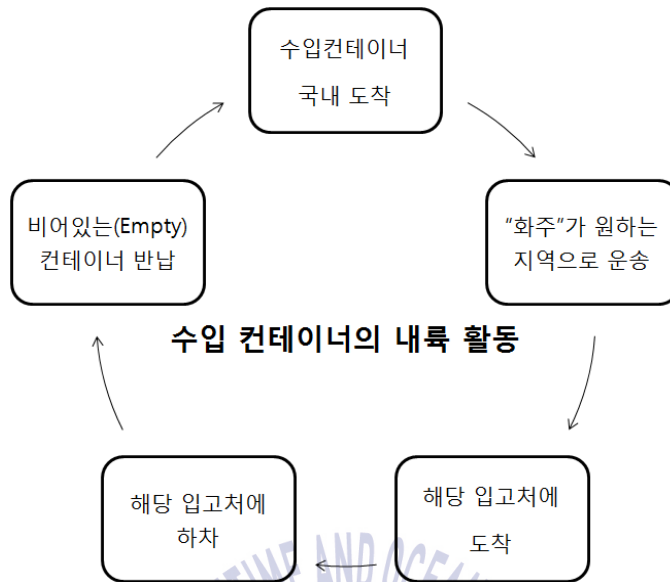 수입컨테이너
국내 도착
비어있는(Empty)
컨테이너 반납
"화주"가 원하는
지역으로 운송
수입 컨테이너의 내륙 활동
해당 입고처에
하차
해당 입고처에
도착
TIME AND OCEA